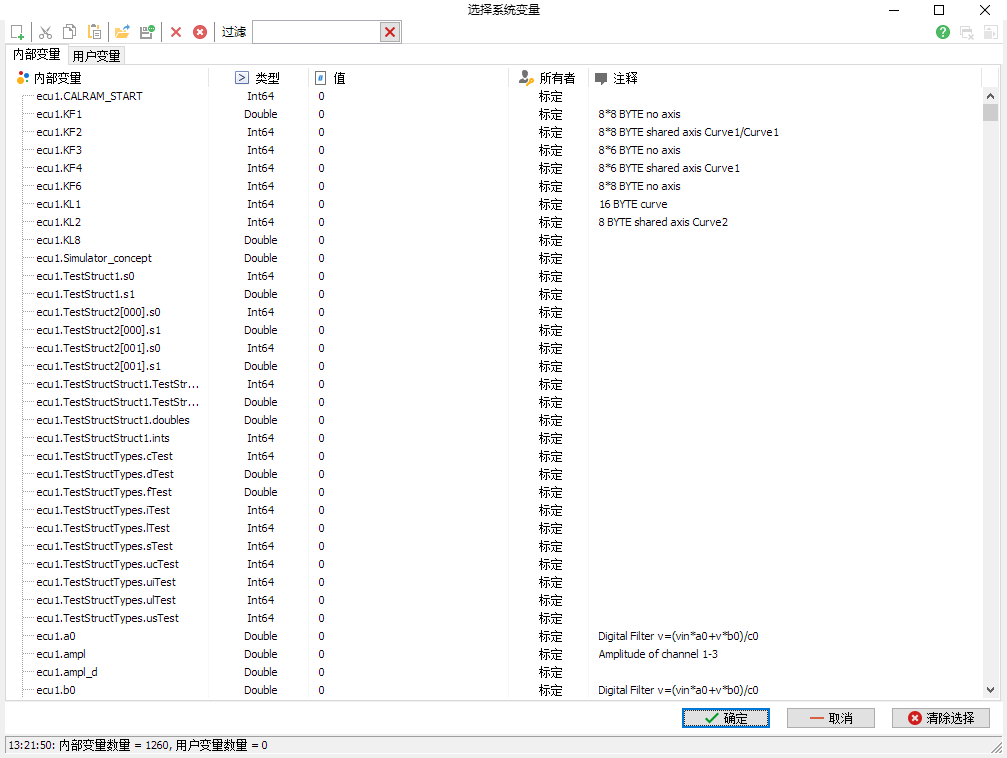 选择系统变量
过滤
内部变量 用户变量
内部变量 类型 值 所有者 注释
ecu1.CALRAM_START Int64 0 标定
ecu1.KF1 Double 0 标定 8*8 BYTE no axis
ecu1.KF2 Int64 0 标定 8*8 BYTE shared axis Curve1/Curve1
ecu1.KF3 Int64 0 标定 8*6 BYTE no axis
ecu1.KF4 Int64 0 标定 8*6 BYTE shared axis Curve1
ecu1.KF6 Int64 0 标定 8*8 BYTE no axis
ecu1.KL1 Int64 0 标定 16 BYTE curve
ecu1.KL2 Int64 0 标定 8 BYTE shared axis Curve2
ecu1.KL8 Double 0 标定
ecu1.Simulator_concept Double 0 标定
ecu1.TestStruct1.s0 Int64 0 标定
ecu1.TestStruct1.s1 Double 0 标定
ecu1.TestStruct2[000].s0 Int64 0 标定
ecu1.TestStruct2[000].s1 Double 0 标定
ecu1.TestStruct2[001].s0 Int64 0 标定
ecu1.TestStruct2[001].s1 Double 0 标定
ecu1.TestStructStruct1.TestStr... Int64 0 标定
ecu1.TestStructStruct1.TestStr... Double 0 标定
ecu1.TestStructStruct1.doubles Double 0 标定
ecu1.TestStructStruct1.ints Int64 0 标定
ecu1.TestStructTypes.cTest Int64 0 标定
ecu1.TestStructTypes.dTest Double 0 标定
ecu1.TestStructTypes.fTest Double 0 标定
ecu1.TestStructTypes.iTest Int64 0 标定
ecu1.TestStructTypes.lTest Int64 0 标定
ecu1.TestStructTypes.sTest Int64 0 标定
ecu1.TestStructTypes.ucTest Int64 0 标定
ecu1.TestStructTypes.uiTest Int64 0 标定
ecu1.TestStructTypes.ulTest Int64 0 标定
ecu1.TestStructTypes.usTest Int64 0 标定
ecu1.a0 Double 0 标定 Digital Filter v=(vin*a0+v*b0)/c0
ecu1.ampl Double 0 标定 Amplitude of channel 1-3
ecu1.ampl_d Double 0 标定
ecu1.b0 Double 0 标定 Digital Filter v=(vin*a0+v*b0)/c0
确定 取消 清除选择
13:21:50: 内部变量数量 = 1260, 用户变量数量 = 0